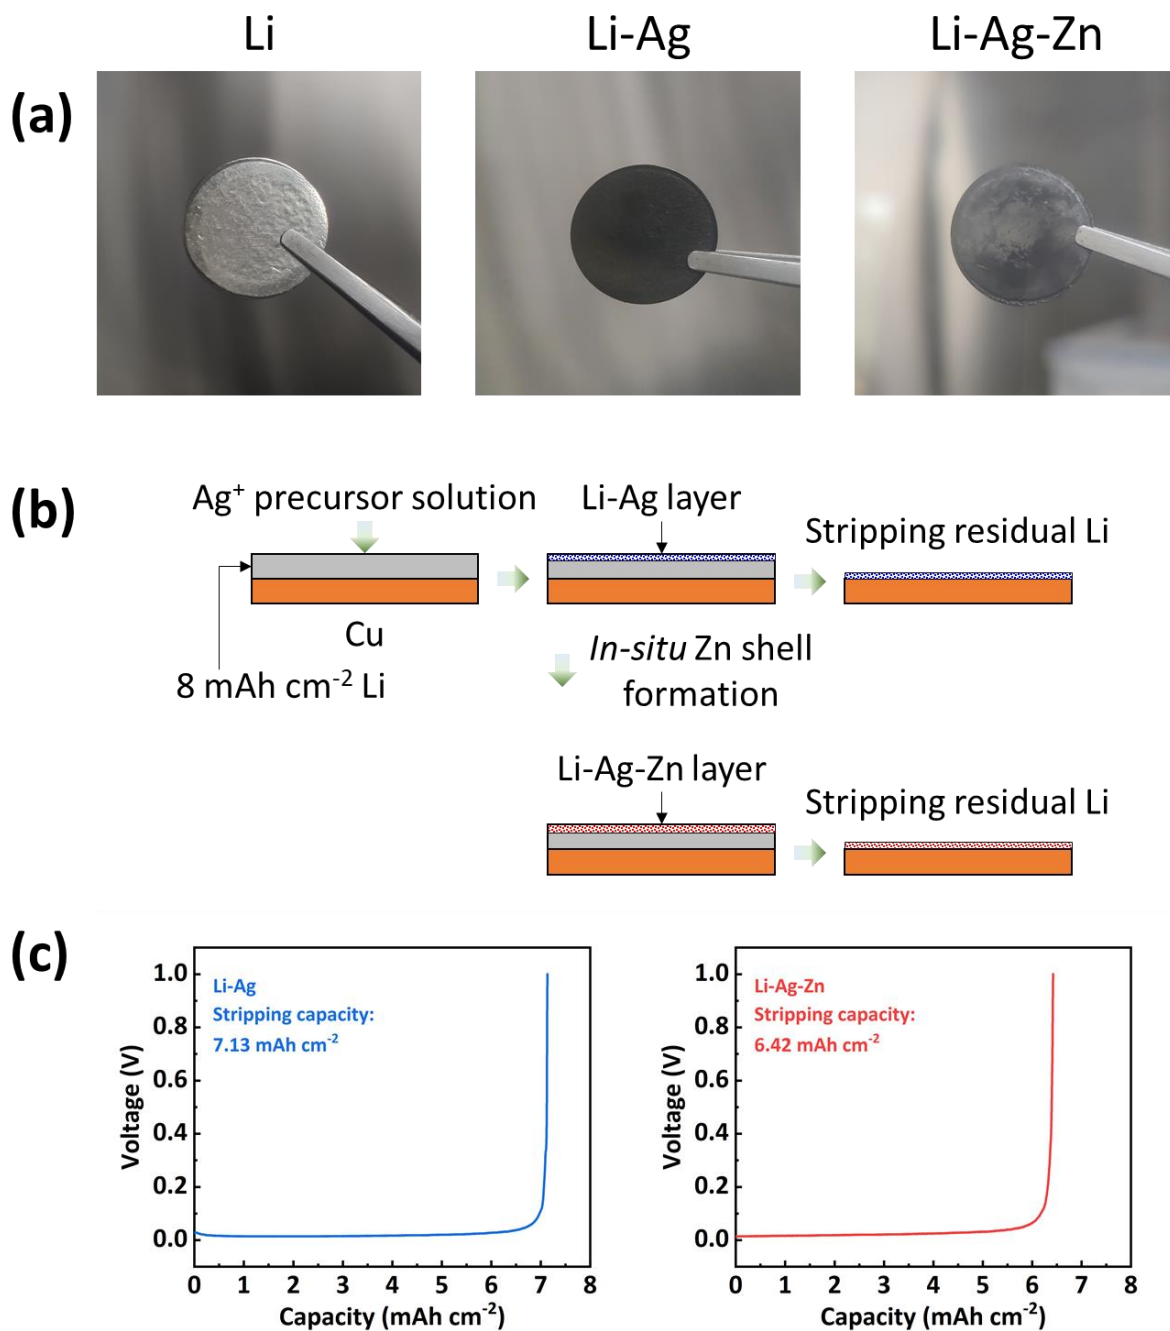 Li
Li-Ag
Li-Ag-Zn
(a)
(b)
Ag⁺ precursor solution
Li-Ag layer
Stripping residual Li
Cu
8 mAh cm⁻² Li
In-situ Zn shell
formation
Li-Ag-Zn layer
Stripping residual Li
(c)
Li-Ag
Stripping capacity:
7.13 mAh cm⁻²
1.0
0.8
0.6
0.4
0.2
0.0
Voltage (V)
0 1 2 3 4 5 6 7 8
Capacity (mAh cm⁻²)
Li-Ag-Zn
Stripping capacity:
6.42 mAh cm⁻²
1.0
0.8
0.6
0.4
0.2
0.0
Voltage (V)
0 1 2 3 4 5 6 7 8
Capacity (mAh cm⁻²)